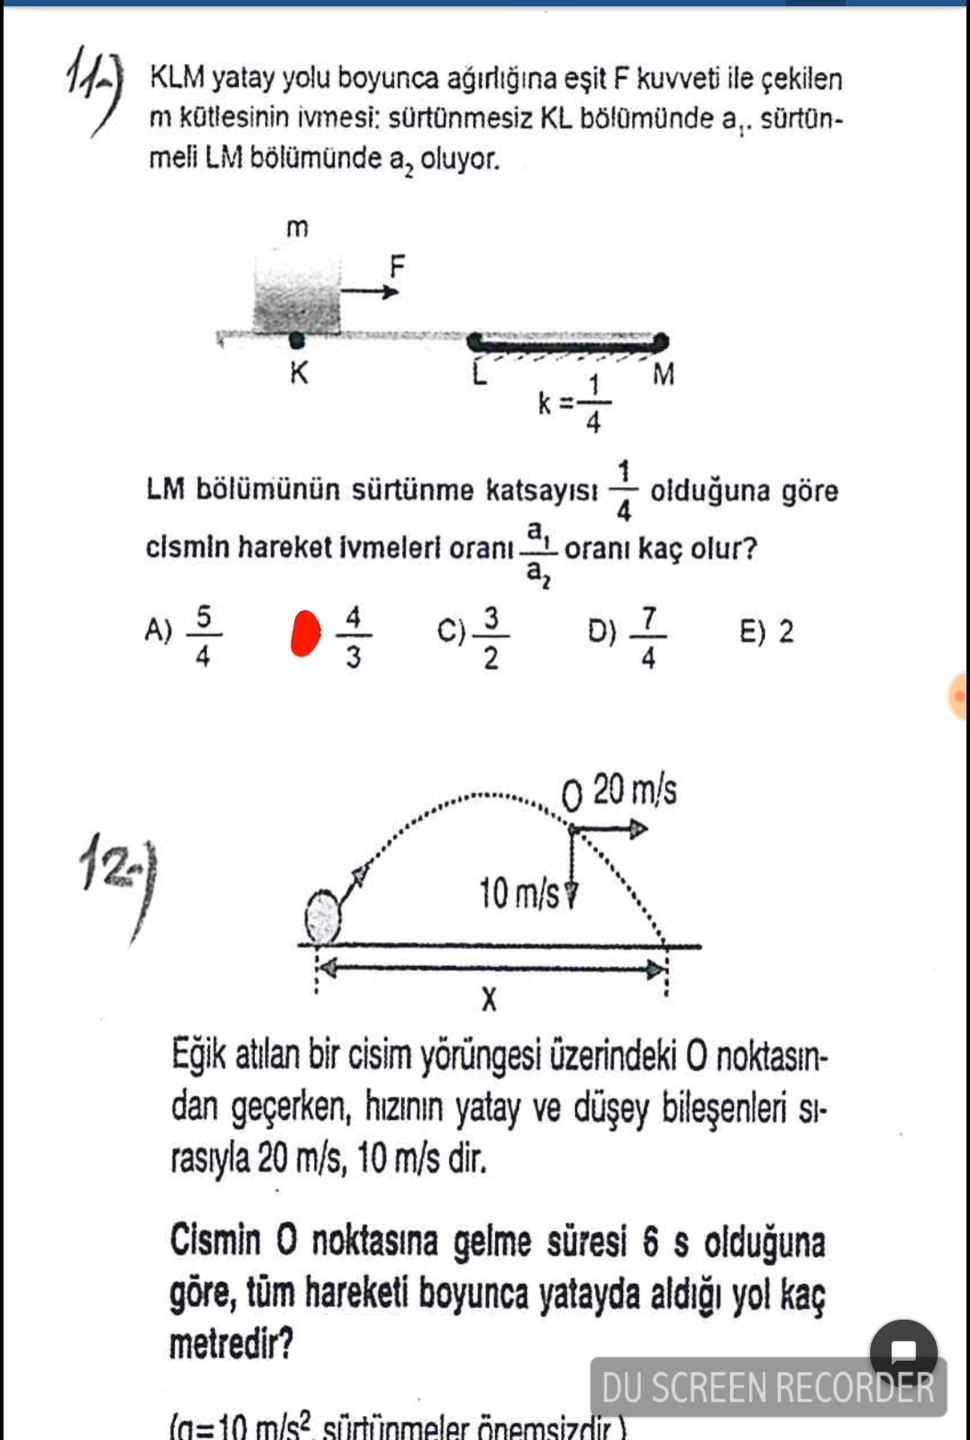 11-)
KLM yatay yolu boyunca ağırlığına eşit F kuvveti ile çekilen
m kütlesinin ivmesi: sürtünmesiz KL bölümünde a₁. sürtün-
meli LM bölümünde a₂ oluyor.
m
F
K
L
M
k = 1/4
LM bölümünün sürtünme katsayısı 1/4 olduğuna göre
cismin hareket ivmeleri oranı a₁/a₂ oranı kaç olur?
A) 5/4 4/3 C) 3/2 D) 7/4 E) 2
12-)
O 20 m/s
10 m/s
X
Eğik atılan bir cisim yörüngesi üzerindeki O noktasın-
dan geçerken, hızının yatay ve düşey bileşenleri sı-
rasıyla 20 m/s, 10 m/s dir.
Cismin O noktasına gelme süresi 6 s olduğuna
göre, tüm hareketi boyunca yatayda aldığı yol kaç
metredir?
DU SCREEN RECORDER
(g=10 m/s², sürtünmeler önemsizdir.)